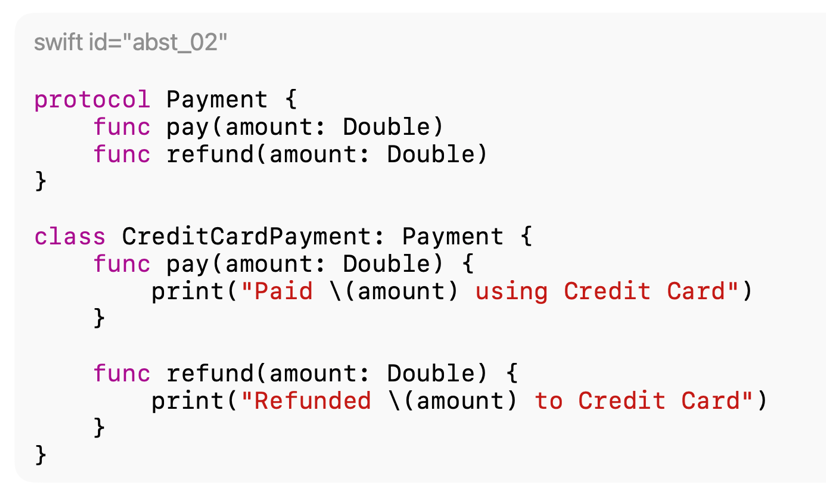 swift id="abst_02"
protocol Payment {
    func pay(amount: Double)
    func refund(amount: Double)
}
class CreditCardPayment: Payment {
    func pay(amount: Double) {
        print("Paid \(amount) using Credit Card")
    }
    func refund(amount: Double) {
        print("Refunded \(amount) to Credit Card")
    }
}